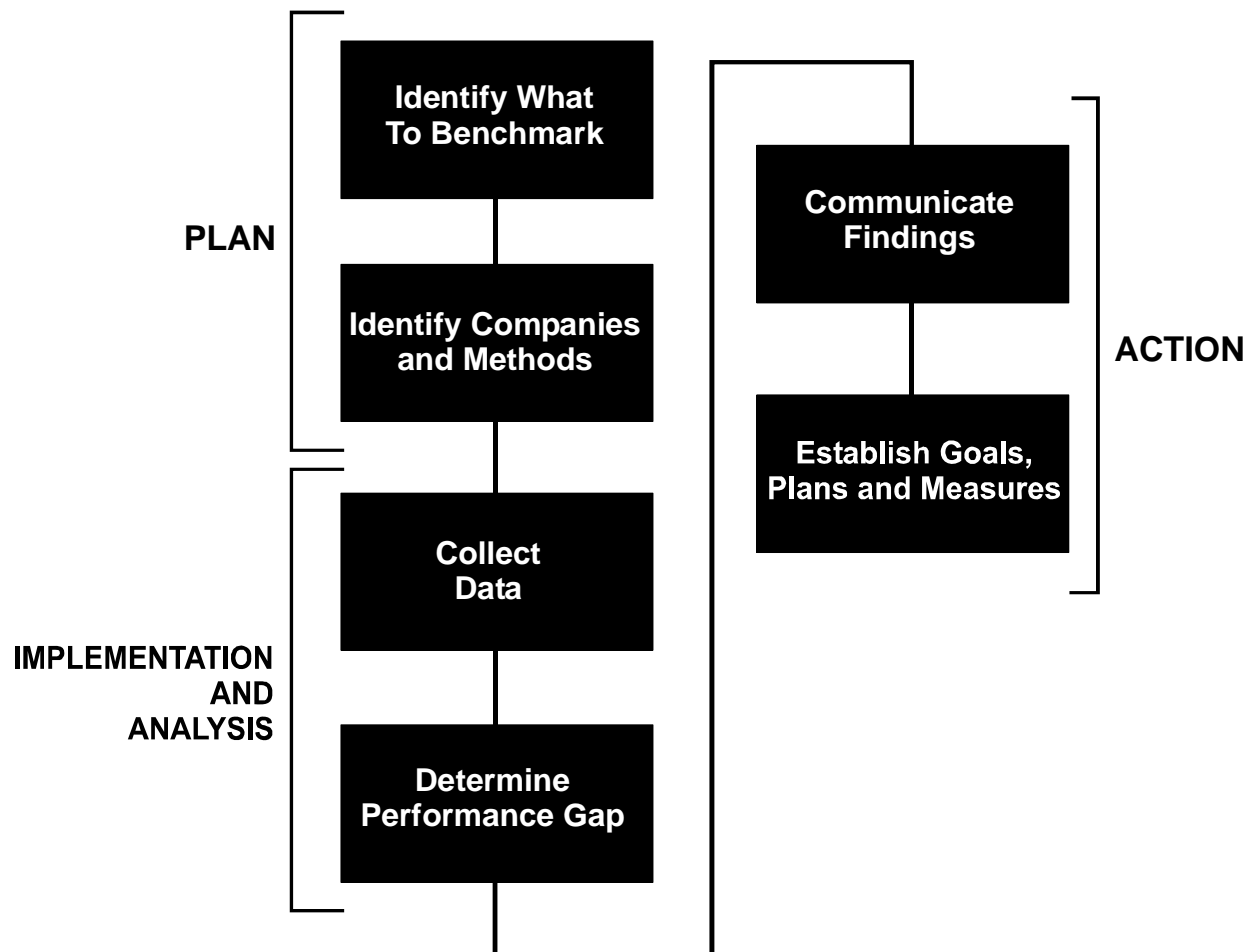 PLAN
Identify What
To Benchmark
Identify Companies
and Methods
IMPLEMENTATION
AND
ANALYSIS
Collect
Data
Determine
Performance Gap
Communicate
Findings
Establish Goals,
Plans and Measures
ACTION